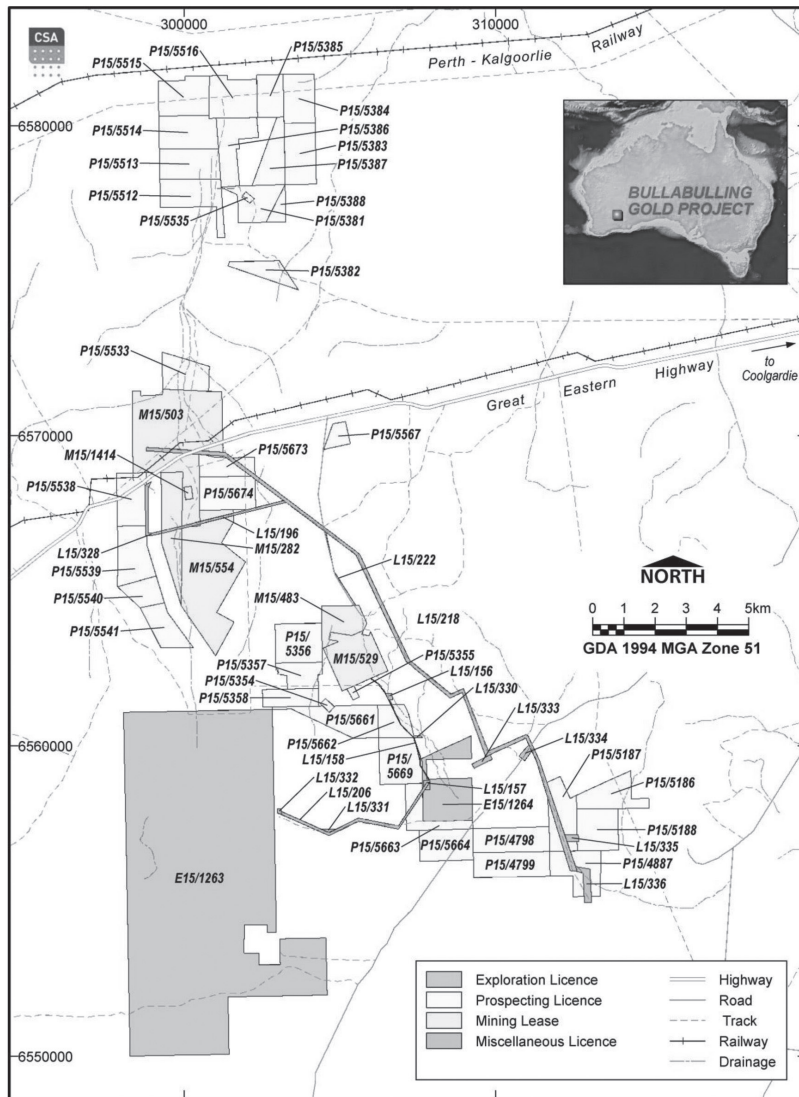 300000
310000
CSA
P15/5516
P15/5385
P15/5515
Perth - Kalgoorlie
Railway
P15/5384
6580000
P15/5514
P15/5386
P15/5383
P15/5513
P15/5387
P15/5512
P15/5388
P15/5535
P15/5381
P15/5382
BULLABULLING
GOLD PROJECT
P15/5533
to
Coolgardie
Great Eastern Highway
M15/503
6570000
P15/5567
M15/1414
P15/5673
P15/5538
P15/5674
L15/196
L15/328
M15/282
P15/5539
M15/554
L15/222
P15/5540
M15/483
P15/5541
L15/218
NORTH
0 1 2 3 4 5km
GDA 1994 MGA Zone 51
P15/
5356
M15/529
P15/5355
P15/5357
L15/156
P15/5354
L15/330
P15/5358
P15/5661
L15/333
L15/334
6560000
P15/5662
L15/158
P15/5187
P15/
5669
L15/332
L15/157
P15/5186
L15/206
E15/1264
L15/331
P15/5188
P15/5663
P15/5664
P15/4798
L15/335
P15/4799
P15/4887
E15/1263
L15/336
6550000
Exploration Licence
Prospecting Licence
Mining Lease
Miscellaneous Licence
Highway
Road
Track
Railway
Drainage